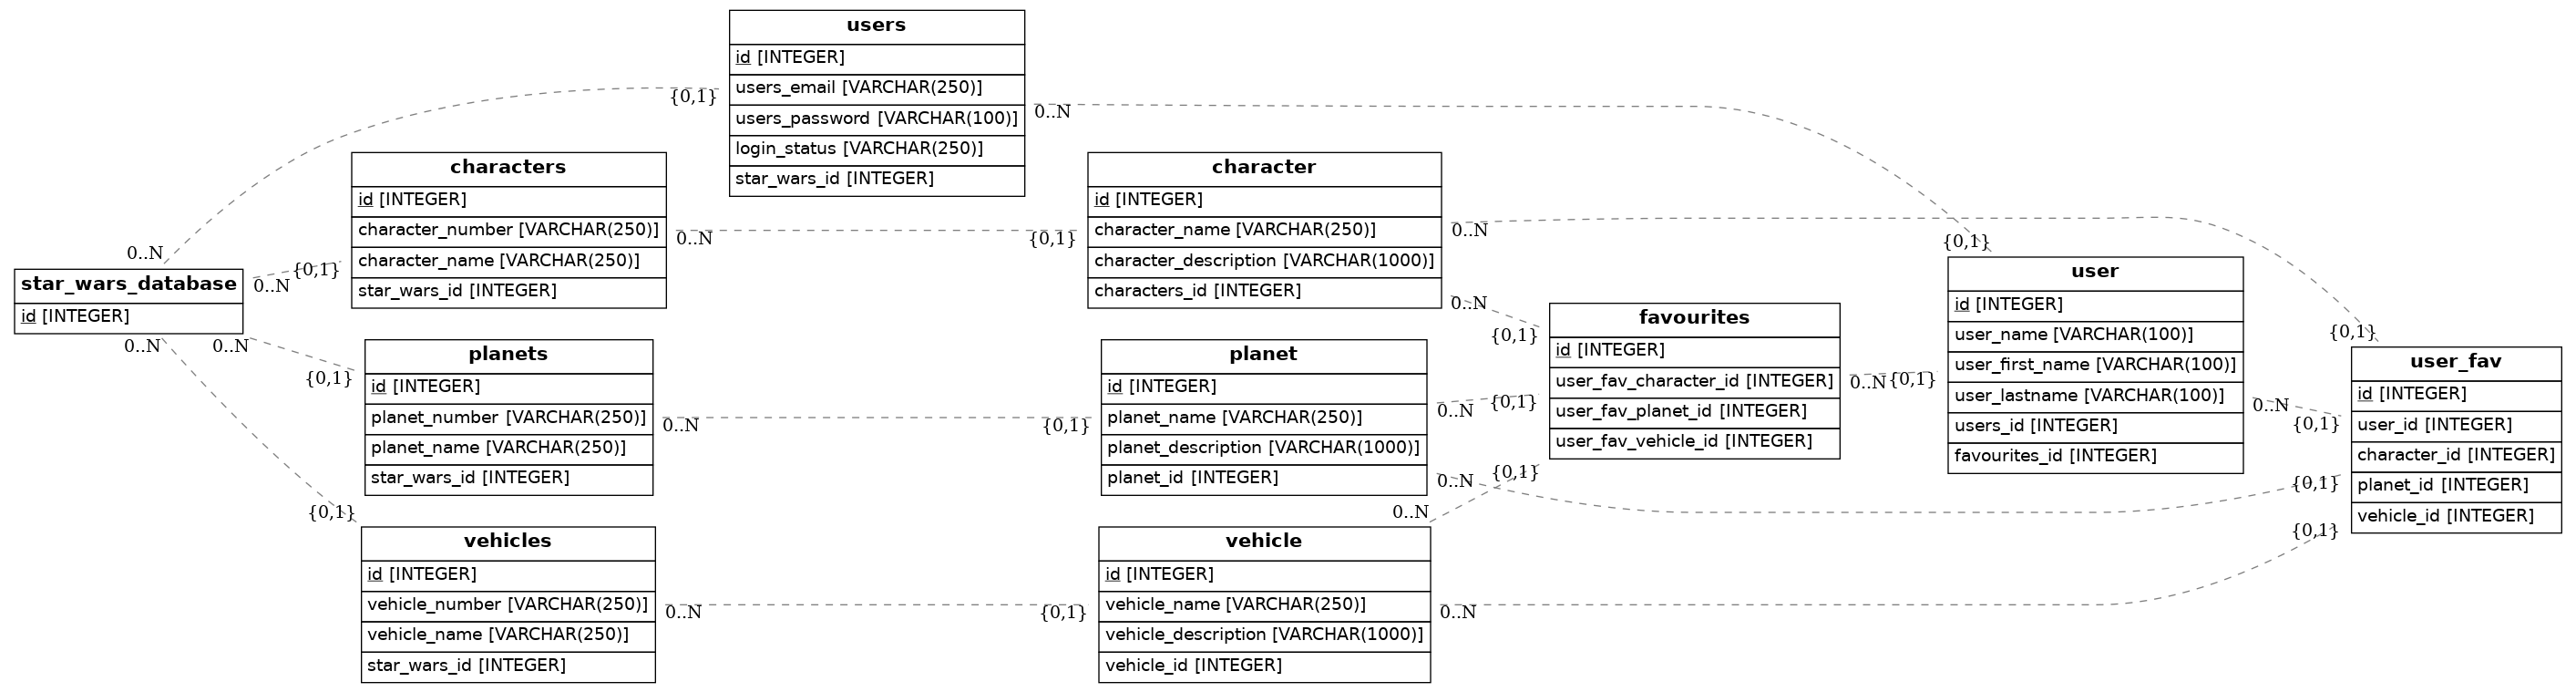 users
id [INTEGER]
users_email [VARCHAR(250)]
users_password [VARCHAR(100)]
login_status [VARCHAR(250)]
star_wars_id [INTEGER]
{0,1}
0..N
0..N
characters
id [INTEGER]
character_number [VARCHAR(250)]
character_name [VARCHAR(250)]
star_wars_id [INTEGER]
{0,1}
0..N
0..N
{0,1}
character
id [INTEGER]
character_name [VARCHAR(250)]
character_description [VARCHAR(1000)]
characters_id [INTEGER]
0..N
0..N
{0,1}
{0,1}
star_wars_database
id [INTEGER]
0..N
0..N
{0,1}
{0,1}
planets
id [INTEGER]
planet_number [VARCHAR(250)]
planet_name [VARCHAR(250)]
star_wars_id [INTEGER]
0..N
{0,1}
planet
id [INTEGER]
planet_name [VARCHAR(250)]
planet_description [VARCHAR(1000)]
planet_id [INTEGER]
0..N
0..N
{0,1}
{0,1}
favourites
id [INTEGER]
user_fav_character_id [INTEGER]
user_fav_planet_id [INTEGER]
user_fav_vehicle_id [INTEGER]
0..N
{0,1}
user
id [INTEGER]
user_name [VARCHAR(100)]
user_first_name [VARCHAR(100)]
user_lastname [VARCHAR(100)]
users_id [INTEGER]
favourites_id [INTEGER]
0..N
{0,1}
{0,1}
{0,1}
{0,1}
user_fav
id [INTEGER]
user_id [INTEGER]
character_id [INTEGER]
planet_id [INTEGER]
vehicle_id [INTEGER]
vehicles
id [INTEGER]
vehicle_number [VARCHAR(250)]
vehicle_name [VARCHAR(250)]
star_wars_id [INTEGER]
0..N
{0,1}
0..N
vehicle
id [INTEGER]
vehicle_name [VARCHAR(250)]
vehicle_description [VARCHAR(1000)]
vehicle_id [INTEGER]
0..N